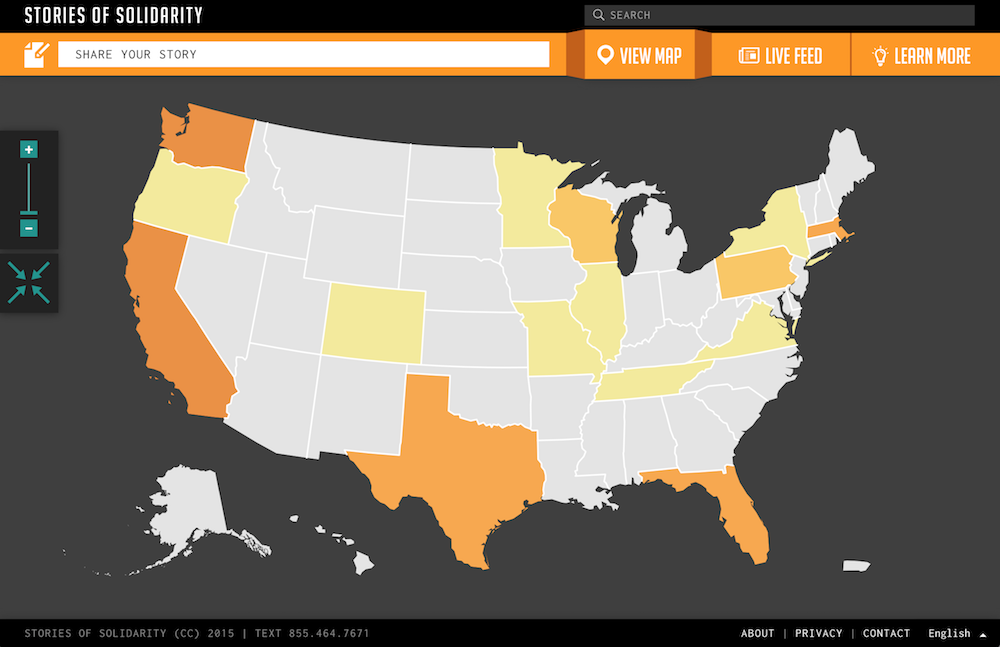 STORIES OF SOLIDARITY
SEARCH
SHARE YOUR STORY
VIEW MAP
LIVE FEED
LEARN MORE
+
−
STORIES OF SOLIDARITY (CC) 2015 | TEXT 855.464.7671
ABOUT | PRIVACY | CONTACT English